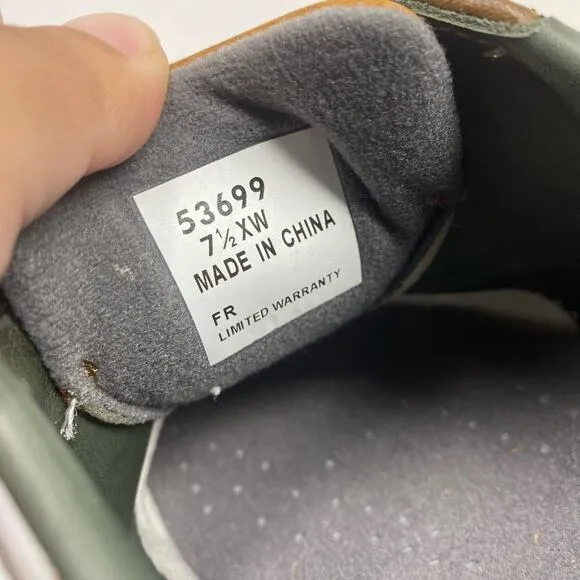 53699
7½XW
MADE IN CHINA
FR
LIMITED WARRANTY